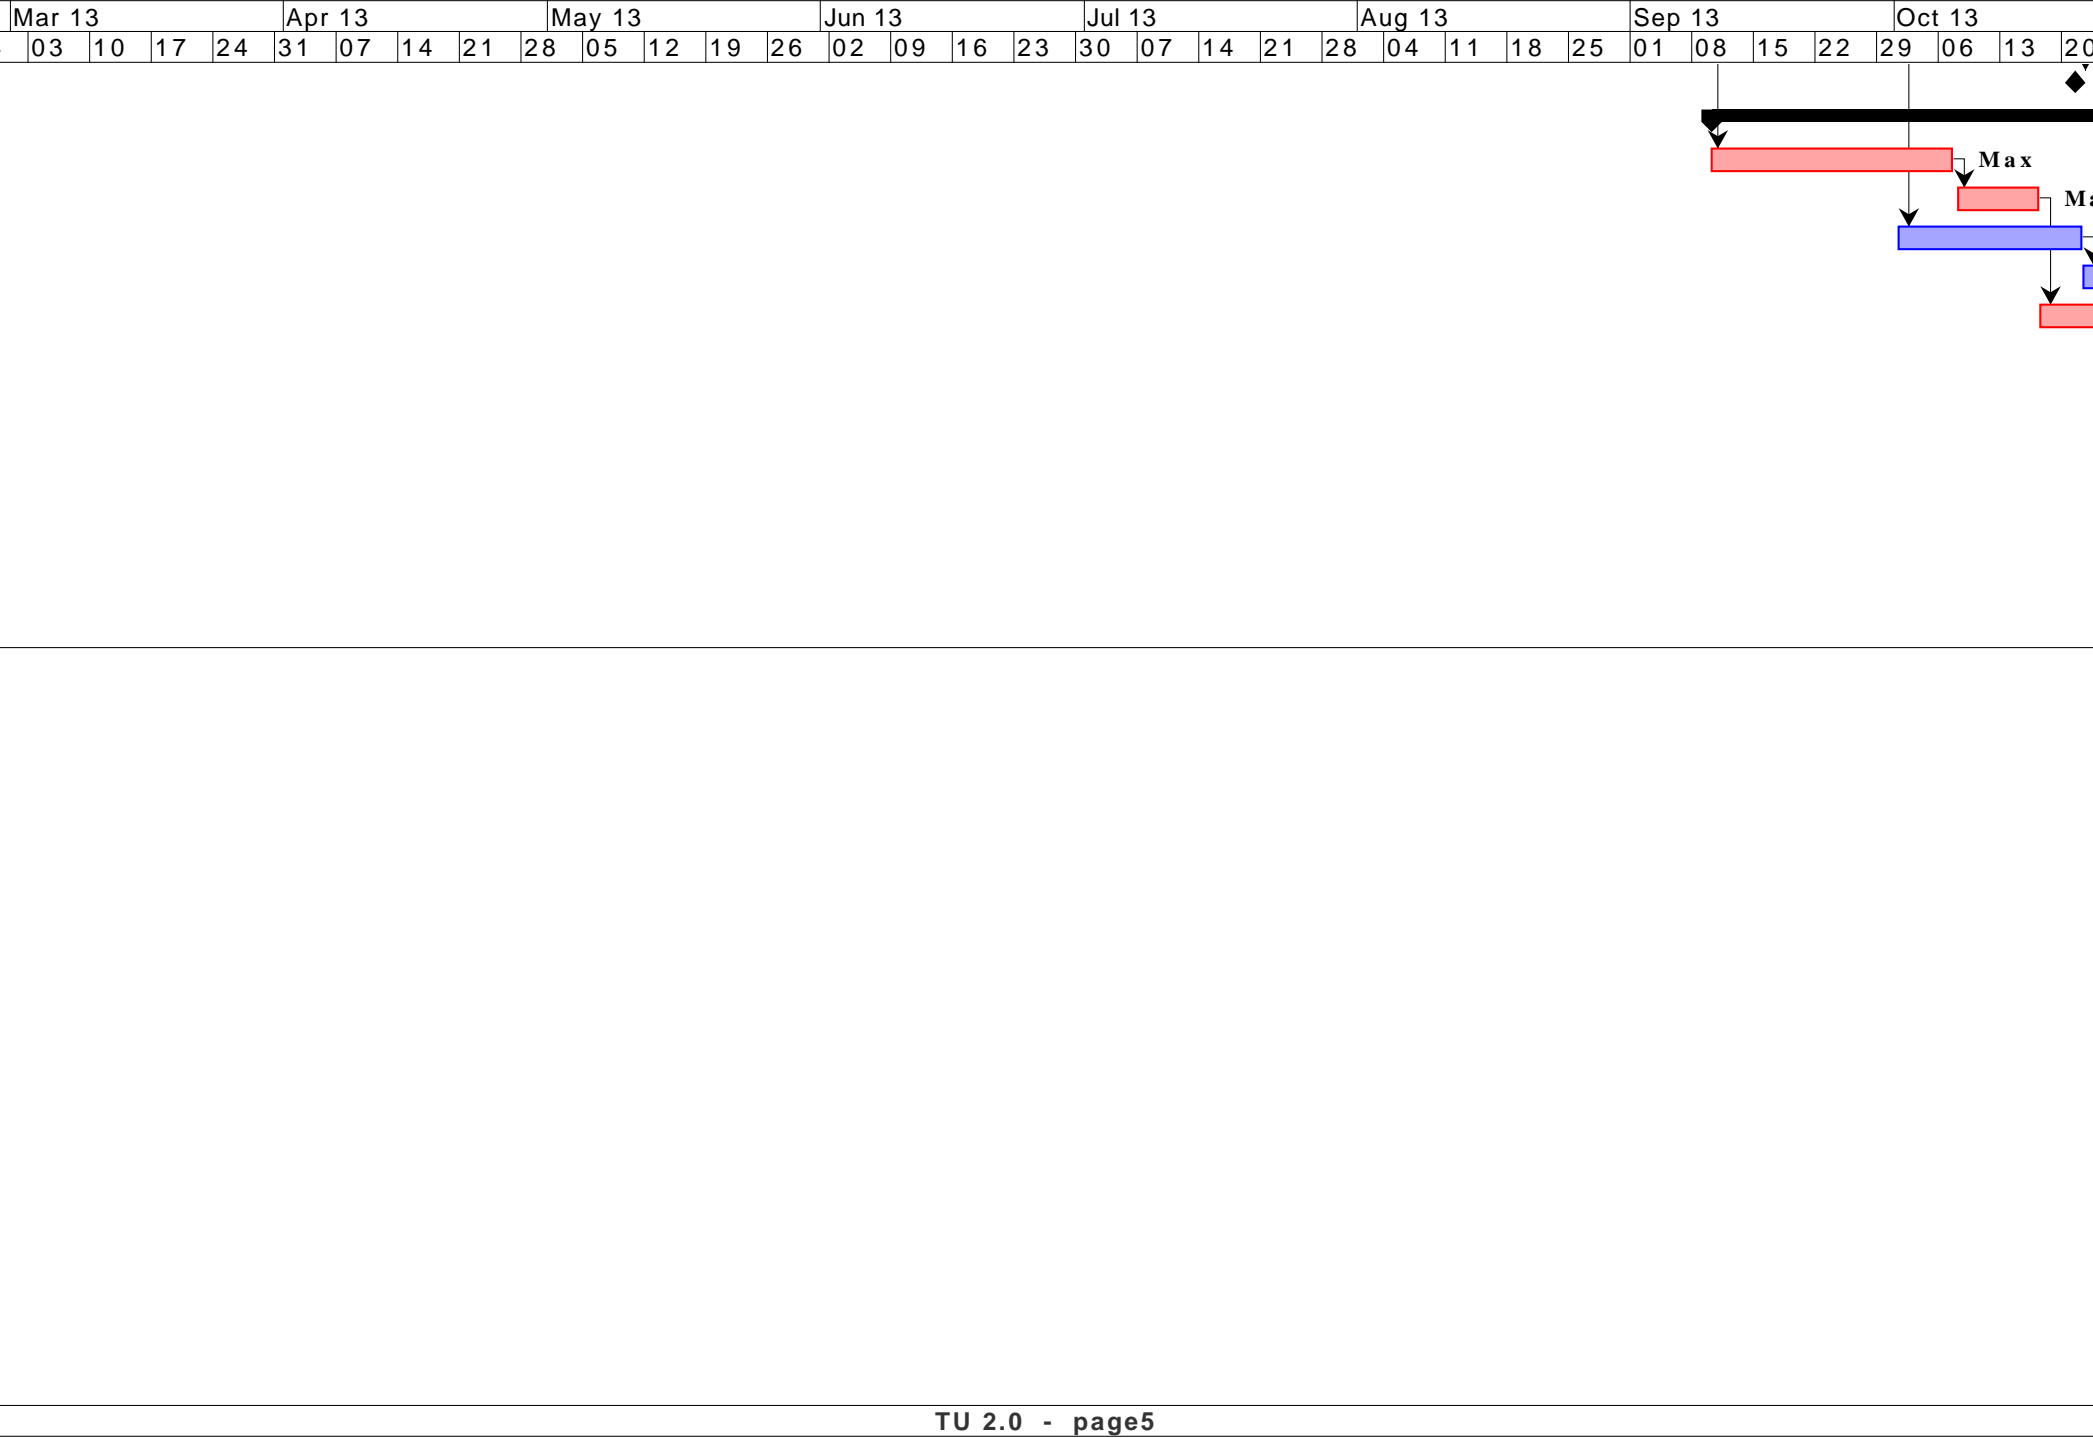 Mar 13 Apr 13 May 13 Jun 13 Jul 13 Aug 13 Sep 13 Oct 13
03 10 17 24 31 07 14 21 28 05 12 19 26 02 09 16 23 30 07 14 21 28 04 11 18 25 01 08 15 22 29 06 13 20
Max
Ma
TU 2.0 - page5